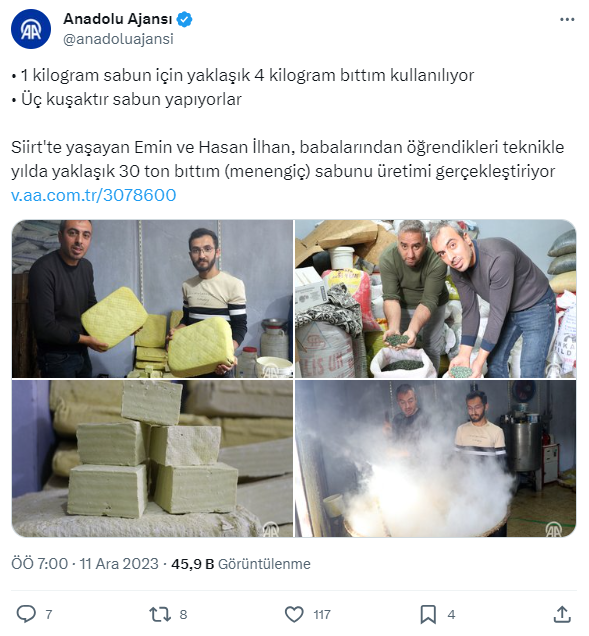 Anadolu Ajansı
@anadoluajansi
• 1 kilogram sabun için yaklaşık 4 kilogram bıttım kullanılıyor
• Üç kuşaktır sabun yapıyorlar
Siirt'te yaşayan Emin ve Hasan İlhan, babalarından öğrendikleri teknikle
yılda yaklaşık 30 ton bıttım (menengiç) sabunu üretimi gerçekleştiriyor
v.aa.com.tr/3078600
ÖÖ 7:00 · 11 Ara 2023 · 45,9 B Görüntülenme
7 8 117 4